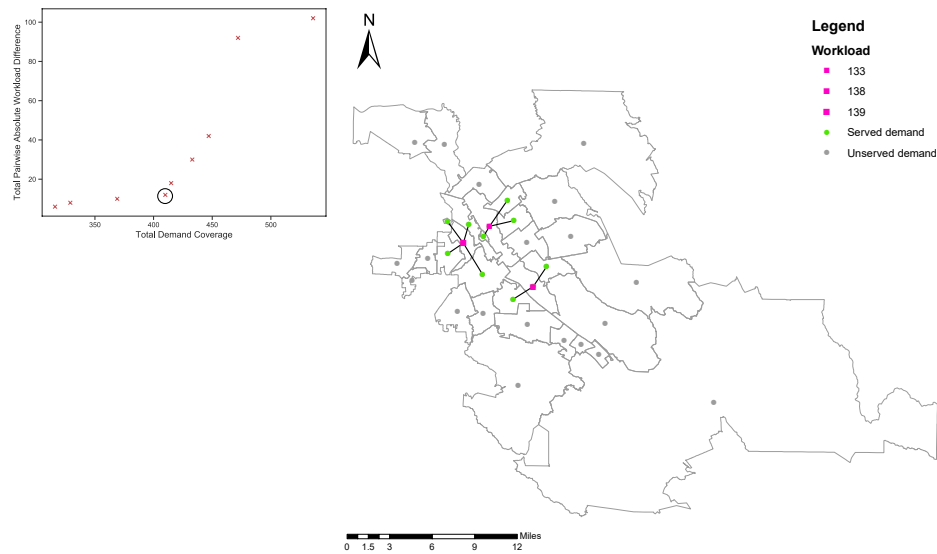 100
80
60
40
20
350
400
450
500
Total Pairwise Absolute Workload Difference
Total Demand Coverage
N
Legend
Workload
133
138
139
Served demand
Unserved demand
Miles
0 1.5 3 6 9 12